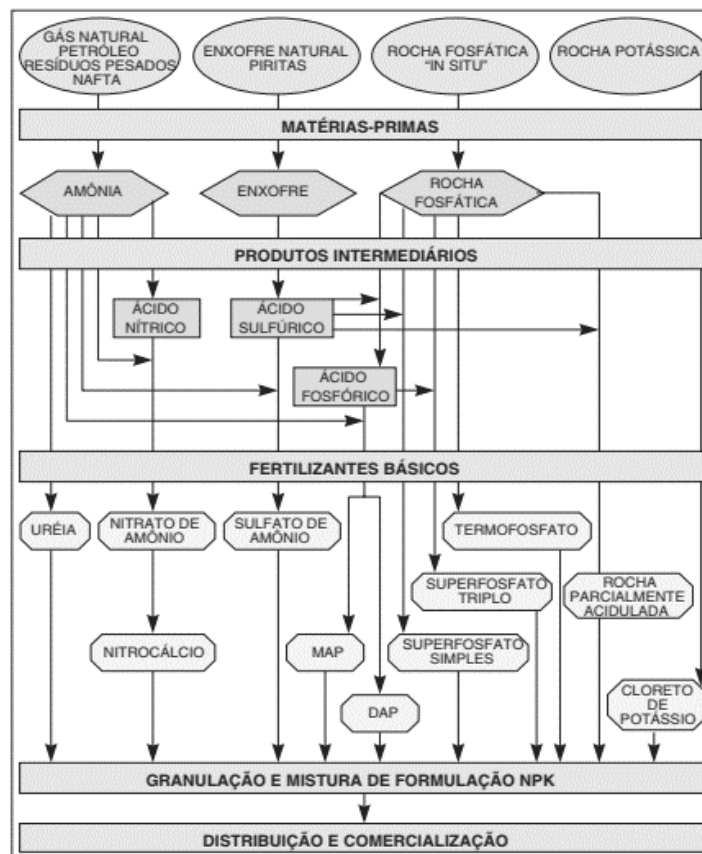 GÁS NATURAL
PETRÓLEO
RESÍDUOS PESADOS
NAFTA
ENXOFRE NATURAL
PIRITAS
ROCHA FOSFÁTICA
“IN SITU”
ROCHA POTÁSSICA
MATÉRIAS-PRIMAS
AMÔNIA
ENXOFRE
ROCHA
FOSFÁTICA
PRODUTOS INTERMEDIÁRIOS
ÁCIDO
NÍTRICO
ÁCIDO
SULFÚRICO
ÁCIDO
FOSFÓRICO
FERTILIZANTES BÁSICOS
URÉIA
NITRATO DE
AMÔNIO
SULFATO DE
AMÔNIO
TERMOFOSFATO
SUPERFOSFATO
TRIPLO
ROCHA
PARCIALMENTE
ACIDULADA
NITROCÁLCIO
MAP
SUPERFOSFATO
SIMPLES
DAP
CLORETO
DE
POTÁSSIO
GRANULAÇÃO E MISTURA DE FORMULAÇÃO NPK
DISTRIBUIÇÃO E COMERCIALIZAÇÃO